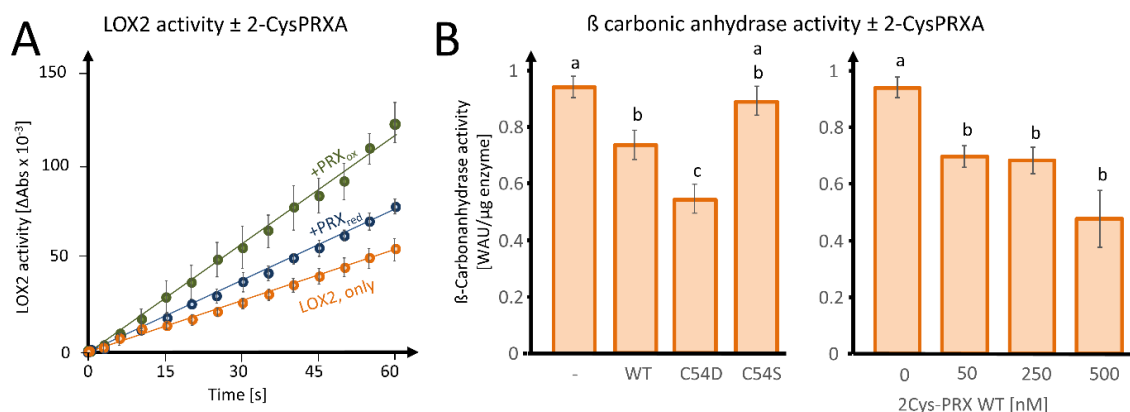 A
LOX2 activity ± 2-CysPRXA
LOX2 activity [ΔAbs x 10⁻³]
150
100
50
0
+PRXox
+PRXred
LOX2, only
0
15
30
45
60
Time [s]
B
ß carbonic anhydrase activity ± 2-CysPRXA
ß-Carbonanhydrase activity
[WAU/µg enzyme]
1
0.8
0.6
0.4
0.2
0
a
b
c
a
b
- WT C54D C54S
1
0.8
0.6
0.4
0.2
0
a
b
b
b
0 50 250 500
2Cys-PRX WT [nM]